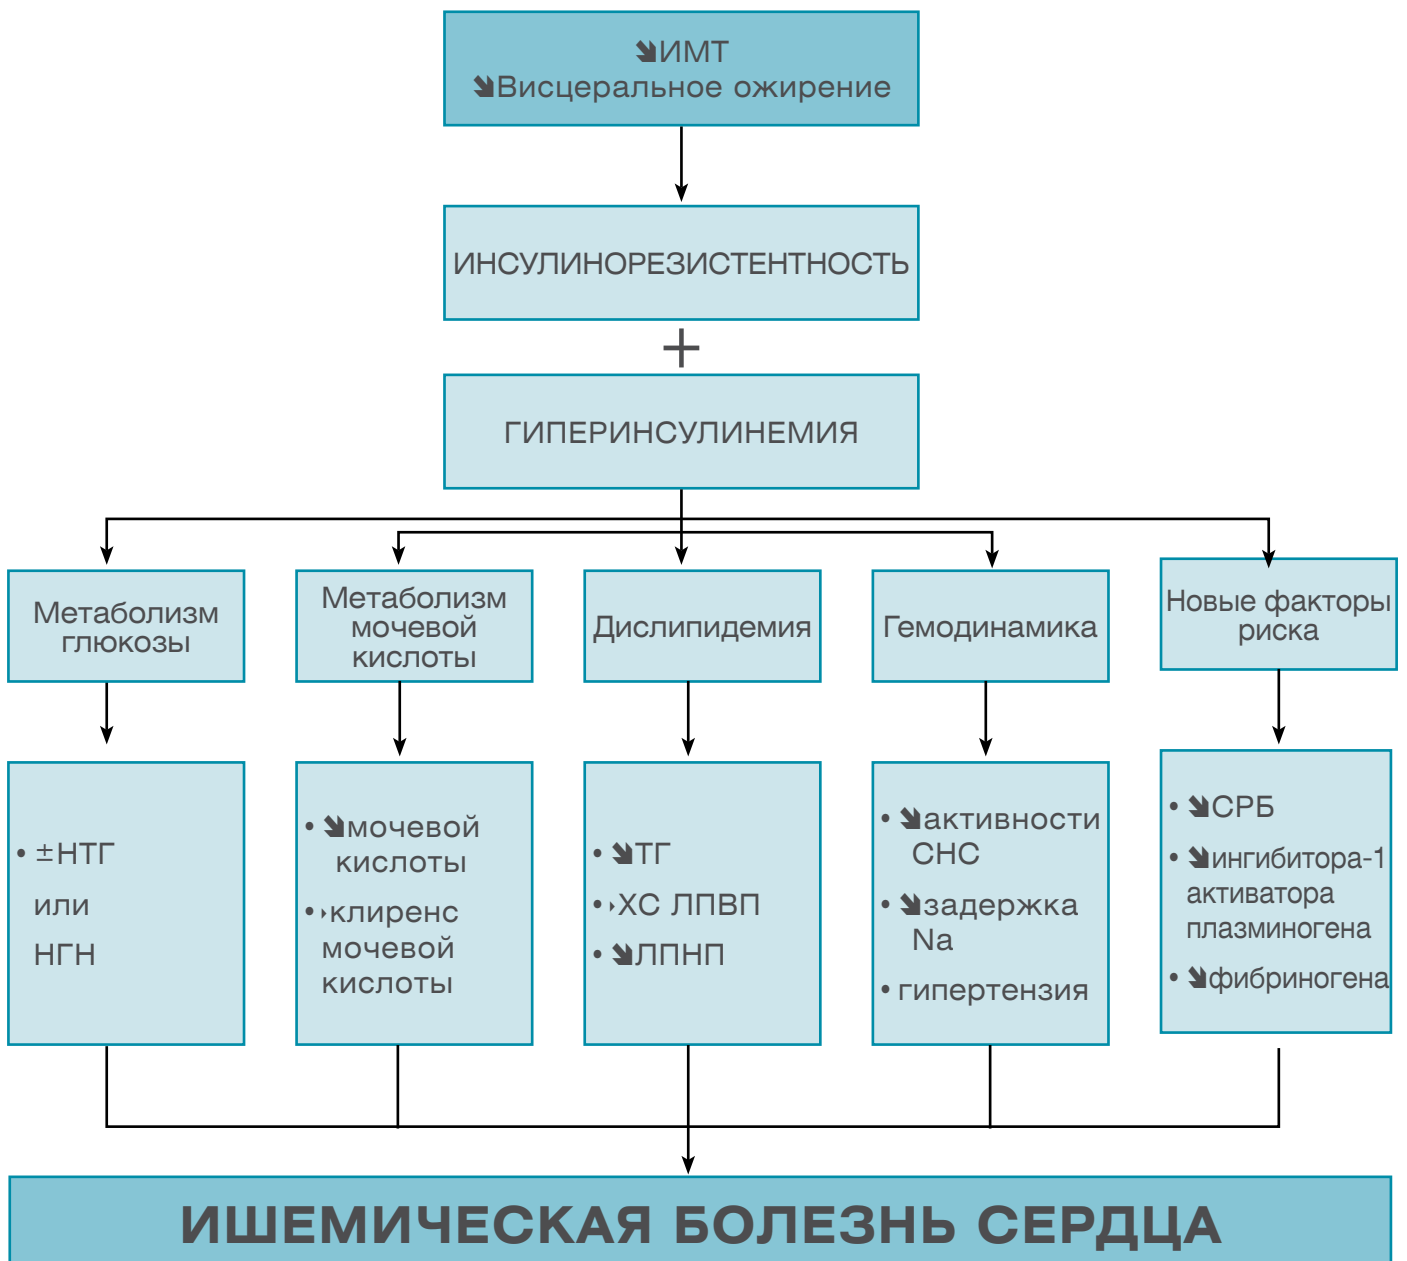 ➘ИМТ
➘Висцеральное ожирение
ИНСУЛИНОРЕЗИСТЕНТНОСТЬ
+
ГИПЕРИНСУЛИНЕМИЯ
Метаболизм
глюкозы
Метаболизм
мочевой
кислоты
Дислипидемия
Гемодинамика
Новые факторы
риска
• ±НТГ
или
НГН
• ➘мочевой
кислоты
• ‣клиренс
мочевой
кислоты
• ➘ТГ
• ‣ХС ЛПВП
• ➘ЛПНП
• ➘активности
СНС
• ➘задержка
Na
• гипертензия
• ➘СРБ
• ➘ингибитора-1
активатора
плазминогена
• ➘фибриногена
ИШЕМИЧЕСКАЯ БОЛЕЗНЬ СЕРДЦА